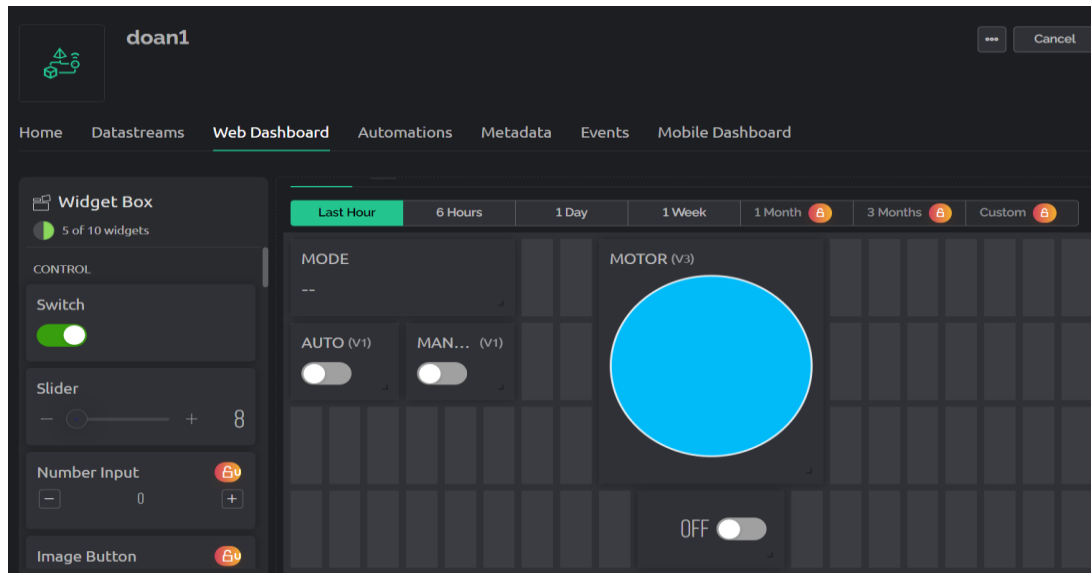 doan1
Cancel
Home Datastreams Web Dashboard Automations Metadata Events Mobile Dashboard
Widget Box
5 of 10 widgets
CONTROL
Switch
Slider
− + 8
Number Input
− 0 +
Image Button
Last Hour 6 Hours 1 Day 1 Week 1 Month 3 Months Custom
MODE
--
AUTO (V1) MAN... (V1)
MOTOR (V3)
OFF